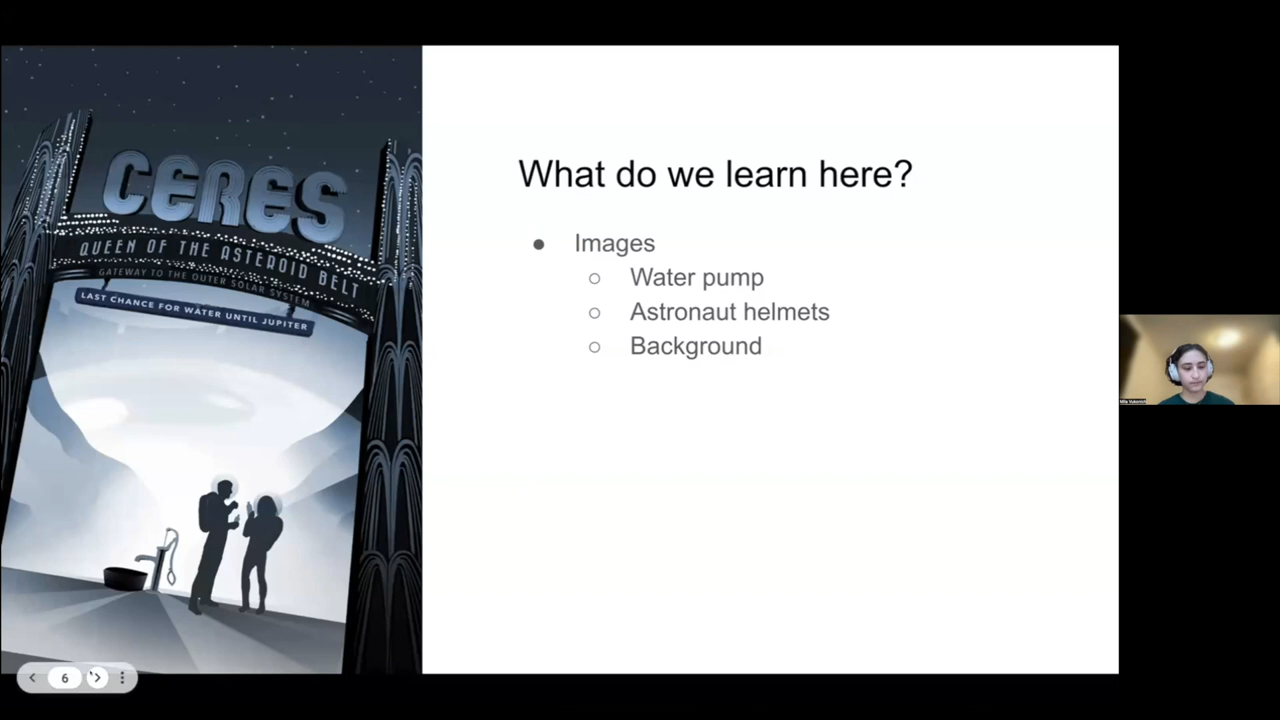 CERES
QUEEN OF THE ASTEROID BELT
GATEWAY TO THE OUTER SOLAR SYSTEM
LAST CHANCE FOR WATER UNTIL JUPITER
What do we learn here?
● Images
○ Water pump
○ Astronaut helmets
○ Background
6